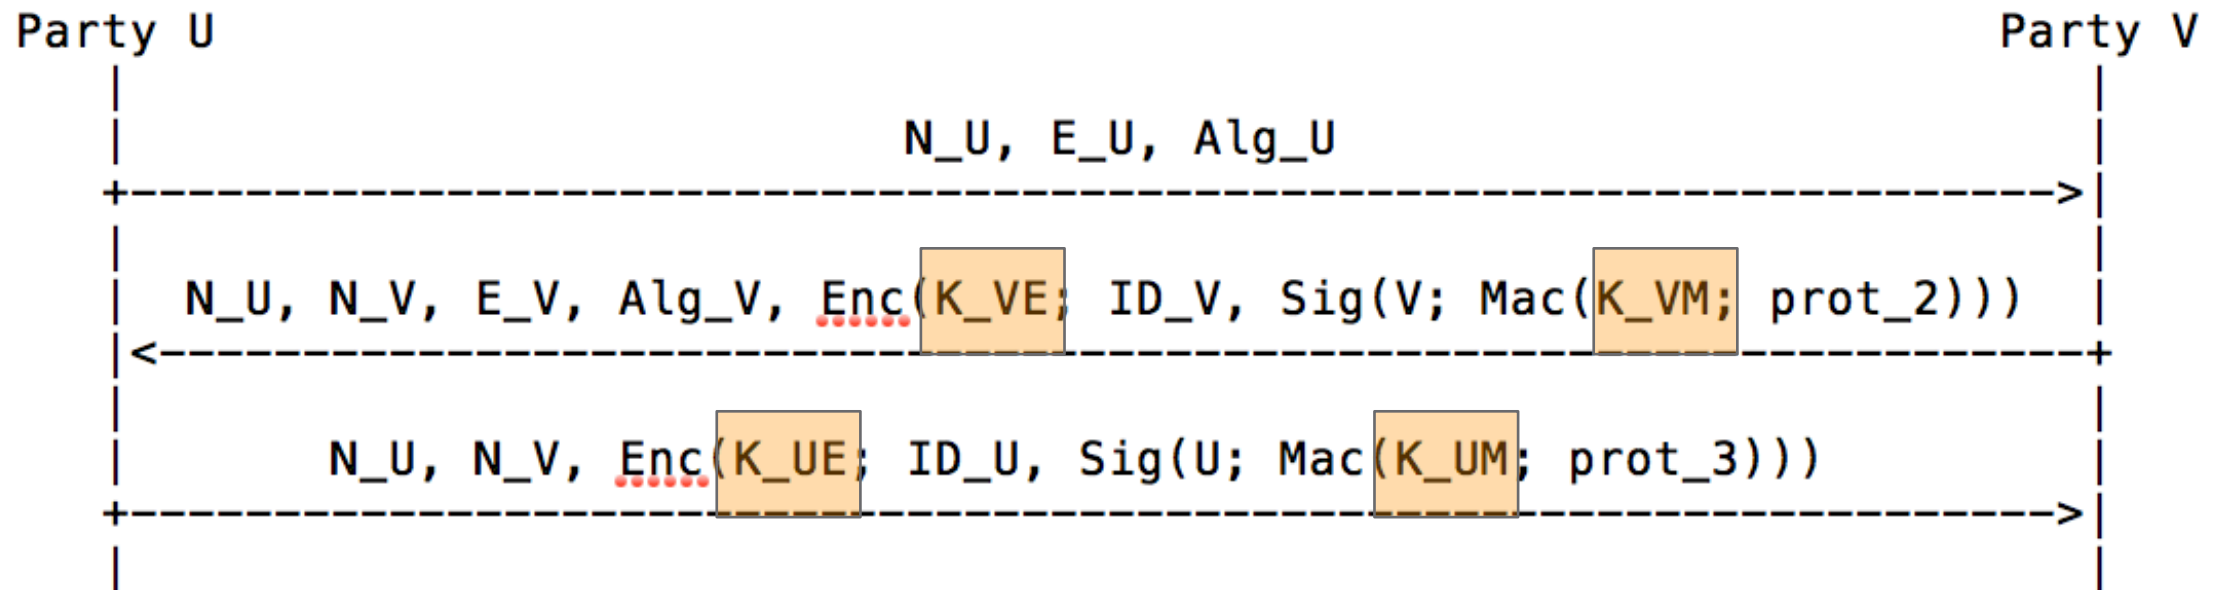 Party U Party V
N_U, E_U, Alg_U
+------------------------------------------------------------------->|
N_U, N_V, E_V, Alg_V, Enc(K_VE; ID_V, Sig(V; Mac(K_VM; prot_2)))
|<-------------------------------------------------------------------+
N_U, N_V, Enc(K_UE; ID_U, Sig(U; Mac(K_UM; prot_3)))
+------------------------------------------------------------------->|